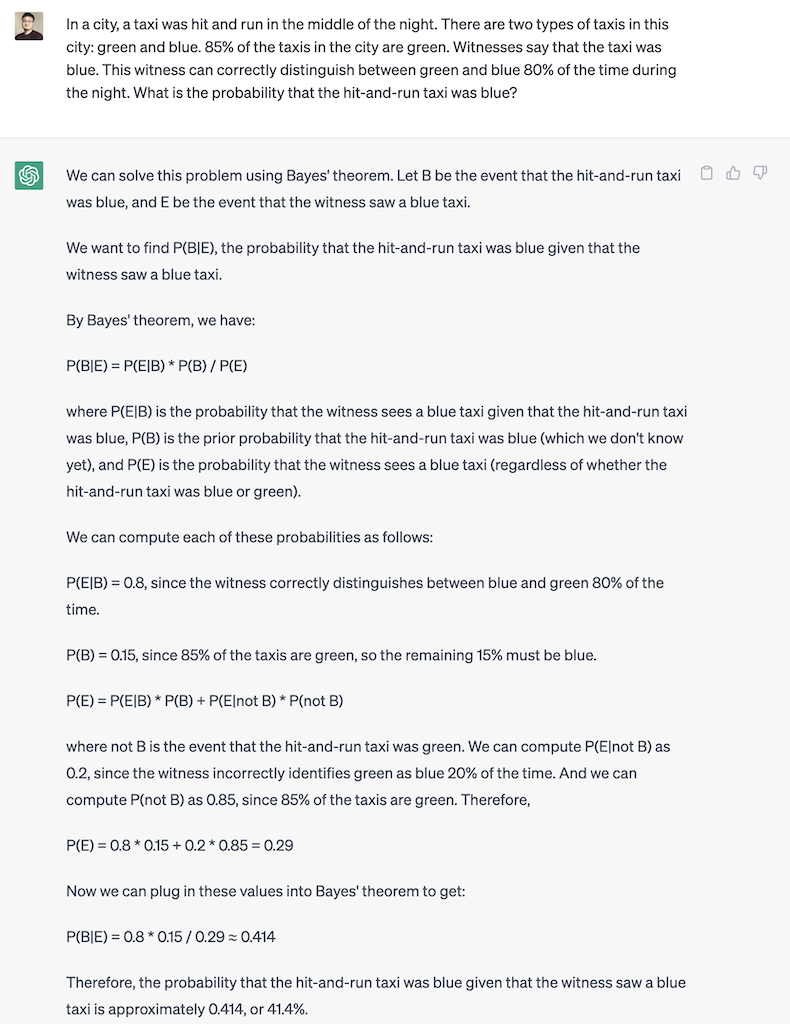 In a city, a taxi was hit and run in the middle of the night. There are two types of taxis in this
city: green and blue. 85% of the taxis in the city are green. Witnesses say that the taxi was
blue. This witness can correctly distinguish between green and blue 80% of the time during
the night. What is the probability that the hit-and-run taxi was blue?
We can solve this problem using Bayes' theorem. Let B be the event that the hit-and-run taxi
was blue, and E be the event that the witness saw a blue taxi.
We want to find P(B|E), the probability that the hit-and-run taxi was blue given that the
witness saw a blue taxi.
By Bayes' theorem, we have:
P(B|E) = P(E|B) * P(B) / P(E)
where P(E|B) is the probability that the witness sees a blue taxi given that the hit-and-run taxi
was blue, P(B) is the prior probability that the hit-and-run taxi was blue (which we don't know
yet), and P(E) is the probability that the witness sees a blue taxi (regardless of whether the
hit-and-run taxi was blue or green).
We can compute each of these probabilities as follows:
P(E|B) = 0.8, since the witness correctly distinguishes between blue and green 80% of the
time.
P(B) = 0.15, since 85% of the taxis are green, so the remaining 15% must be blue.
P(E) = P(E|B) * P(B) + P(E|not B) * P(not B)
where not B is the event that the hit-and-run taxi was green. We can compute P(E|not B) as
0.2, since the witness incorrectly identifies green as blue 20% of the time. And we can
compute P(not B) as 0.85, since 85% of the taxis are green. Therefore,
P(E) = 0.8 * 0.15 + 0.2 * 0.85 = 0.29
Now we can plug in these values into Bayes' theorem to get:
P(B|E) = 0.8 * 0.15 / 0.29 ≈ 0.414
Therefore, the probability that the hit-and-run taxi was blue given that the witness saw a blue
taxi is approximately 0.414, or 41.4%.